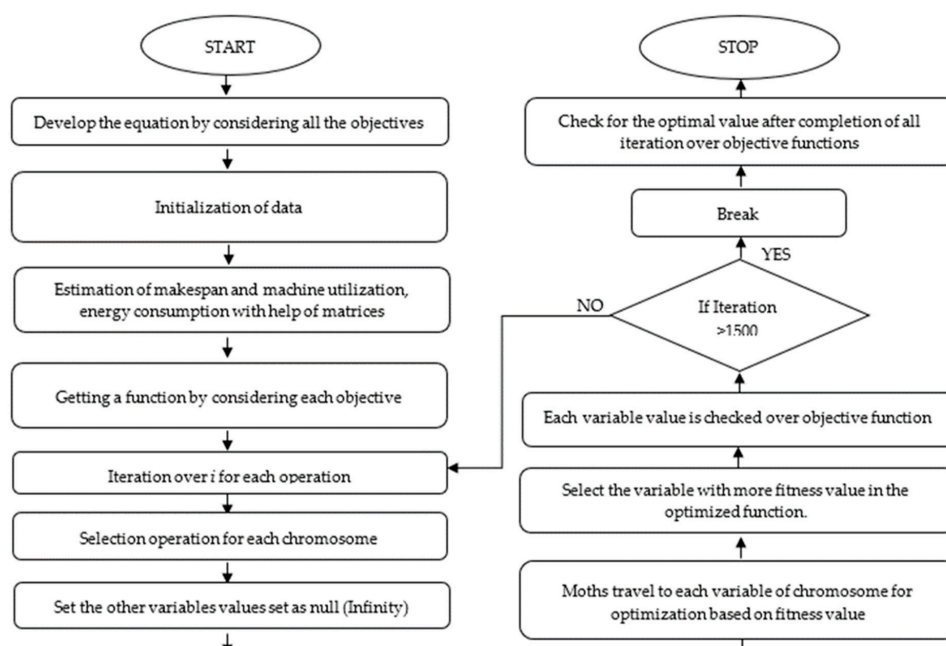 START
Develop the equation by considering all the objectives
Initialization of data
Estimation of makespan and machine utilization,
energy consumption with help of matrices
Getting a function by considering each objective
Iteration over i for each operation
Selection operation for each chromosome
Set the other variables values set as null (Infinity)
STOP
Check for the optimal value after completion of all
iteration over objective functions
Break
YES
NO
If Iteration
>1500
Each variable value is checked over objective function
Select the variable with more fitness value in the
optimized function.
Moths travel to each variable of chromosome for
optimization based on fitness value